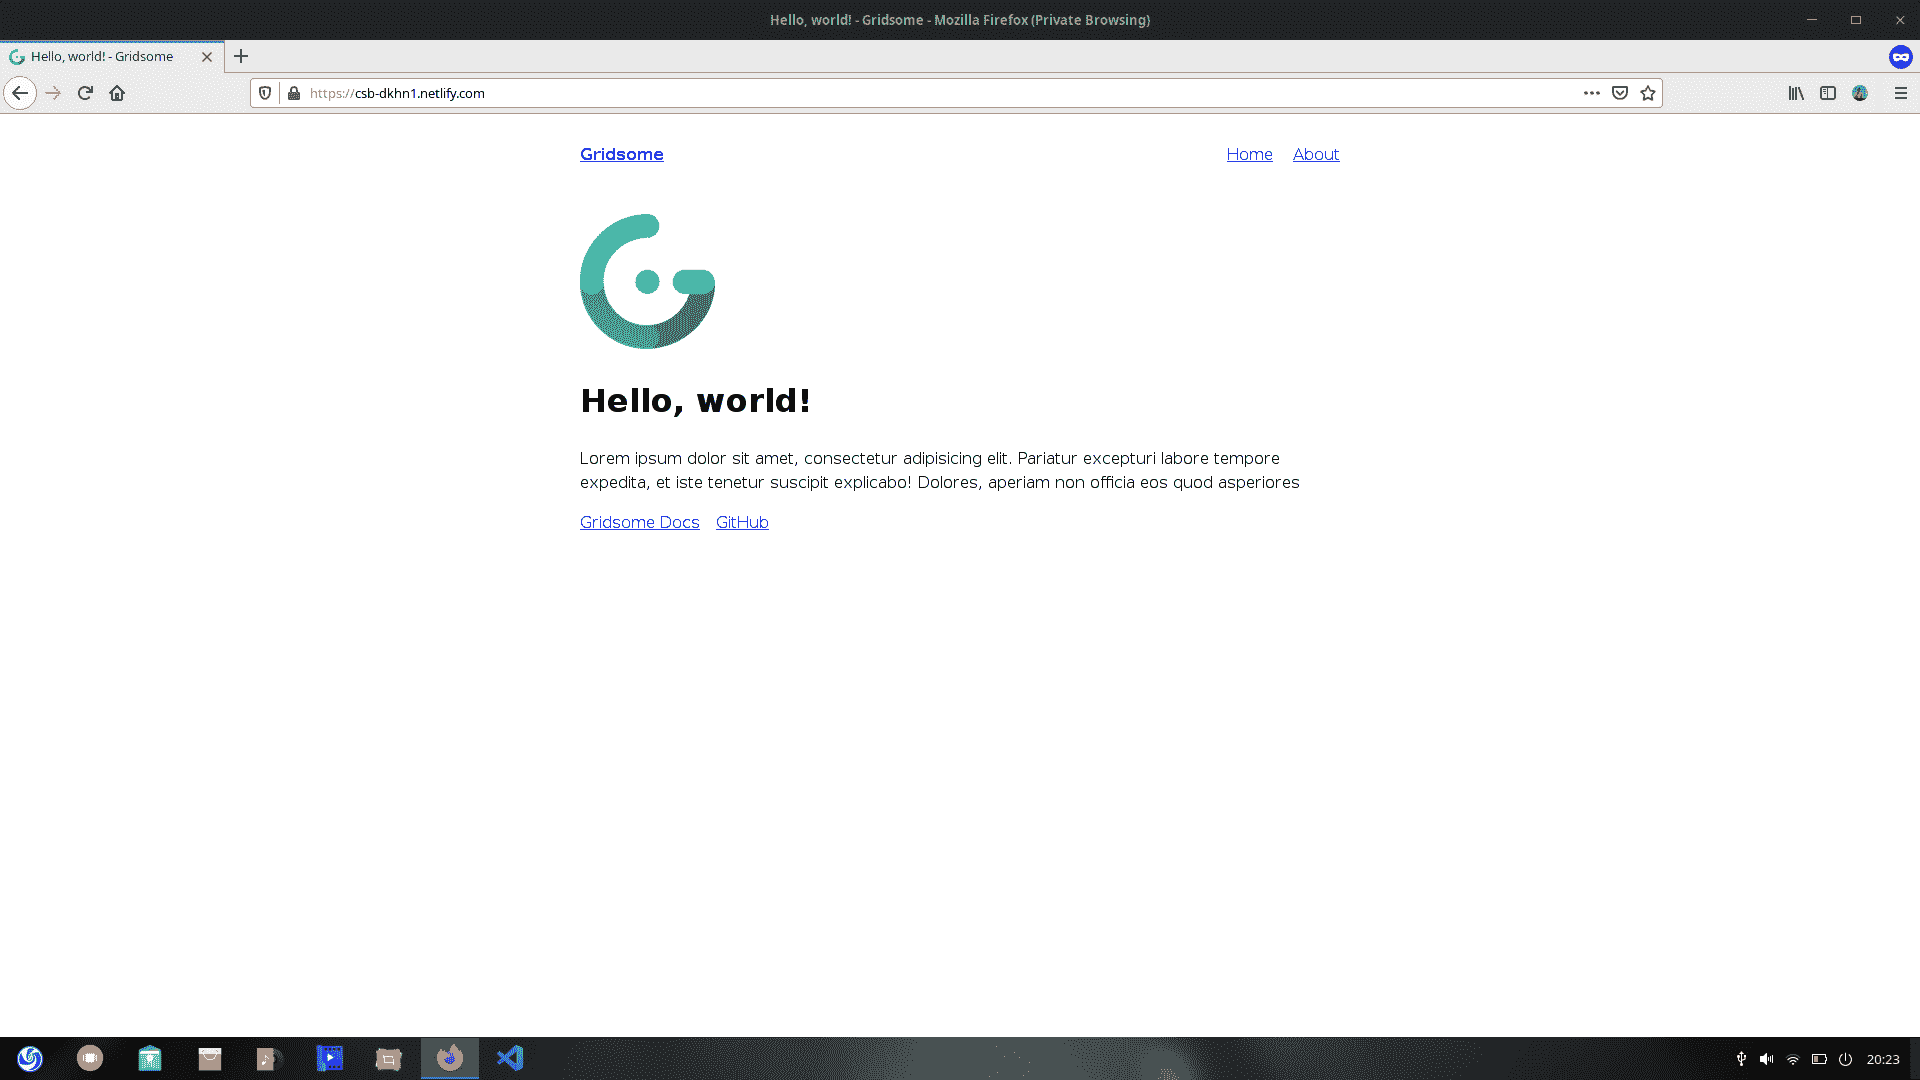 Hello, world! - Gridsome - Mozilla Firefox (Private Browsing)
Hello, world! - Gridsome
https://csb-dkhn1.netlify.com
Gridsome
Home About
Hello, world!
Lorem ipsum dolor sit amet, consectetur adipisicing elit. Pariatur excepturi labore tempore
expedita, et iste tenetur suscipit explicabo! Dolores, aperiam non officia eos quod asperiores
Gridsome Docs GitHub
20:23